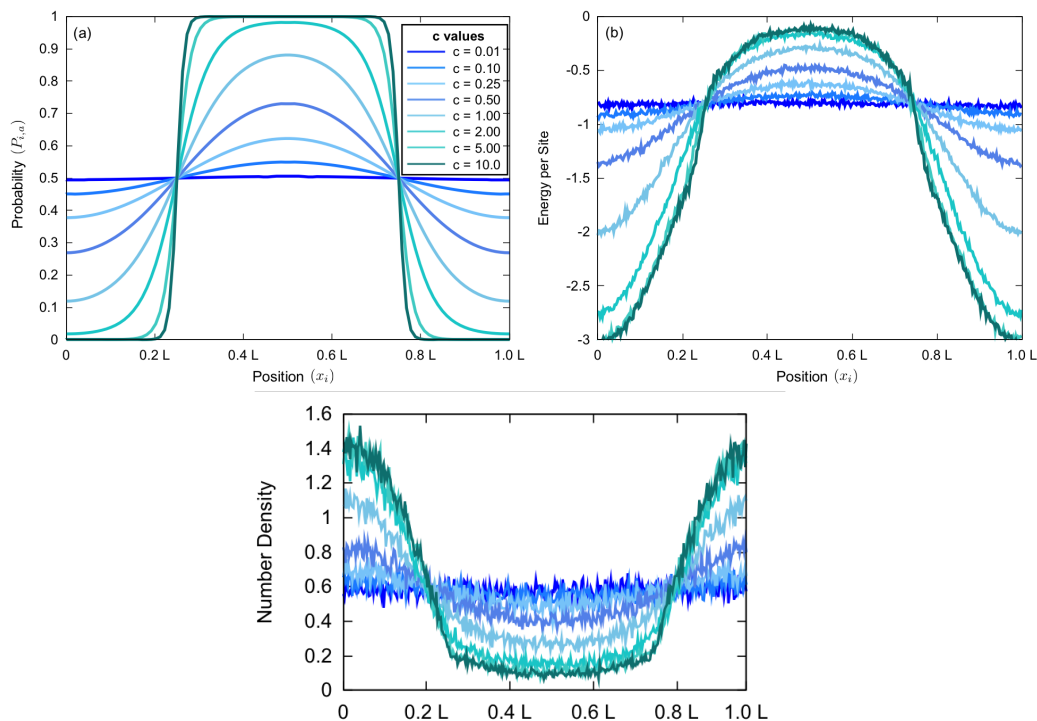 (a)
c values
c = 0.01
c = 0.10
c = 0.25
c = 0.50
c = 1.00
c = 2.00
c = 5.00
c = 10.0
1
0.9
0.8
0.7
0.6
0.5
0.4
0.3
0.2
0.1
0
Probability (P_{i,a})
0 0.2 L 0.4 L 0.6 L 0.8 L 1.0 L
Position (x_i)
(b)
0
-0.5
-1
-1.5
-2
-2.5
-3
Energy per Site
0 0.2 L 0.4 L 0.6 L 0.8 L 1.0 L
Position (x_i)
1.6
1.4
1.2
1
0.8
0.6
0.4
0.2
0
Number Density
0 0.2 L 0.4 L 0.6 L 0.8 L 1.0 L